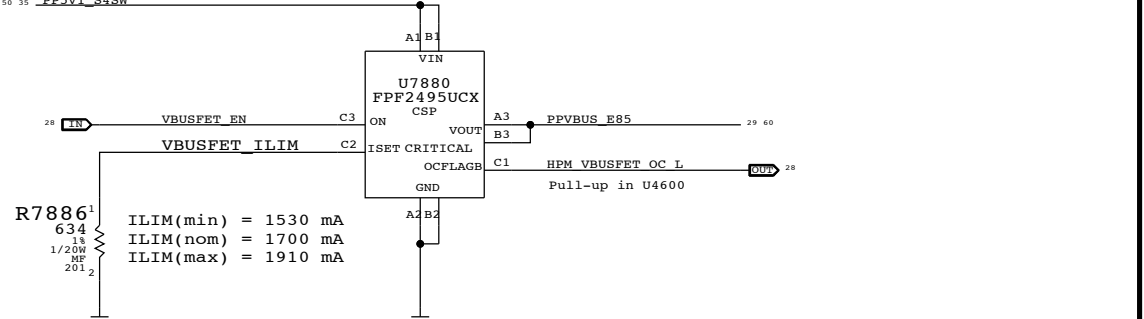 50 35 PP5V1_S4SW
A1 B1
VIN
U7880
FPF2495UCX
CSP
28 IN VBUSFET_EN C3 ON
VOUT A3 PPVBUS_E85 29 60
B3
VBUSFET_ILIM C2 ISET CRITICAL
OCFLAGB C1 HPM_VBUSFET_OC_L OUT 28
Pull-up in U4600
GND
A2 B2
R7886 1
634
1%
1/20W
MF
201 2
ILIM(min) = 1530 mA
ILIM(nom) = 1700 mA
ILIM(max) = 1910 mA